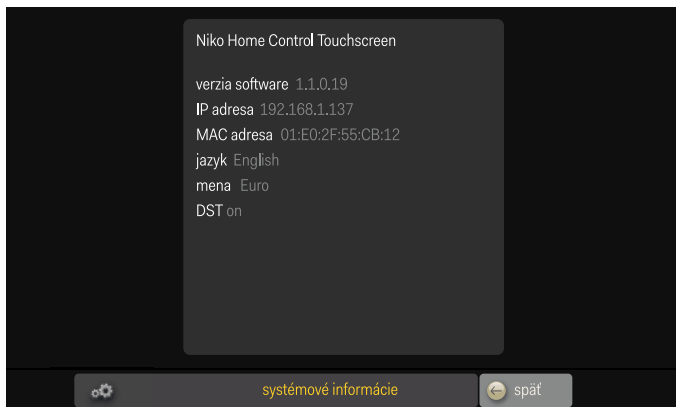 Niko Home Control Touchscreen
verzia software 1.1.0.19
IP adresa 192.168.1.137
MAC adresa 01:E0:2F:55:CB:12
jazyk English
mena Euro
DST on
systémové informácie
späť